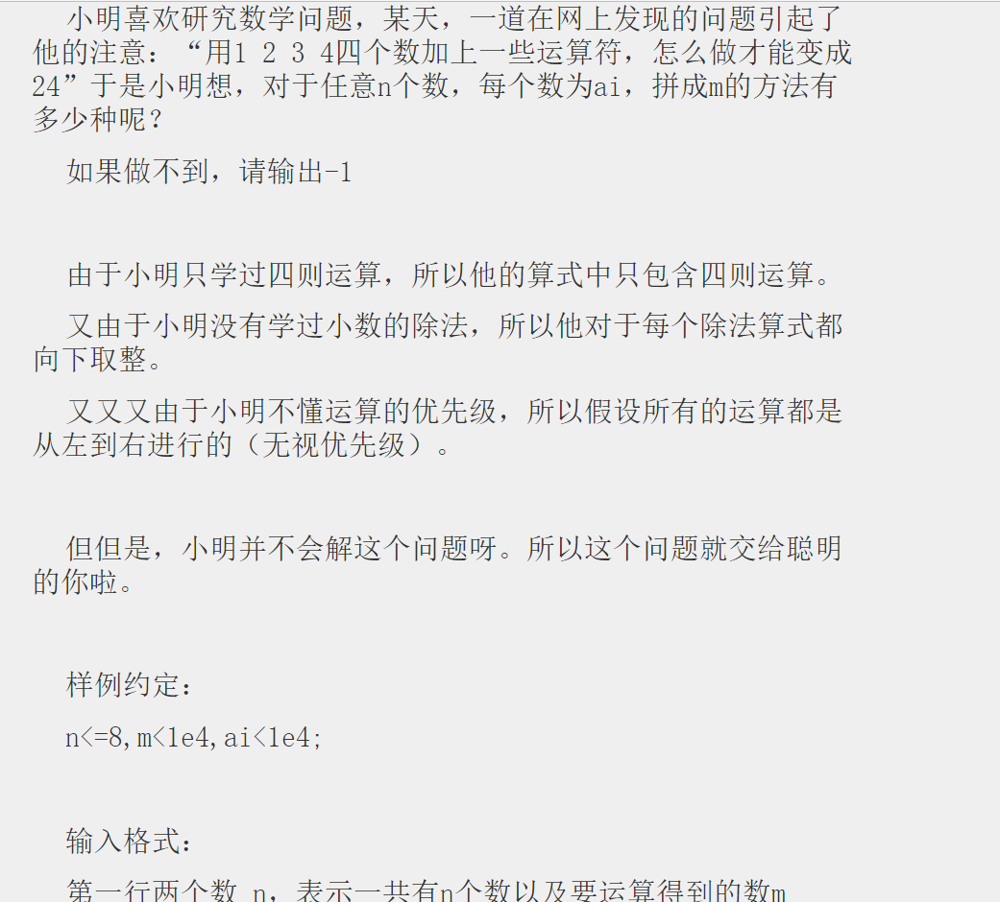 小明喜欢研究数学问题，某天，一道在网上发现的问题引起了
他的注意：“用1 2 3 4四个数加上一些运算符，怎么做才能变成
24”于是小明想，对于任意n个数，每个数为ai，拼成m的方法有
多少种呢？
如果做不到，请输出-1
由于小明只学过四则运算，所以他的算式中只包含四则运算。
又由于小明没有学过小数的除法，所以他对于每个除法算式都
向下取整。
又又又由于小明不懂运算的优先级，所以假设所有的运算都是
从左到右进行的（无视优先级）。
但但是，小明并不会解这个问题呀。所以这个问题就交给聪明
的你啦。
样例约定：
n<=8,m<1e4,ai<1e4;
输入格式：
第一行两个数 n，表示一共有n个数以及要运算得到的数m